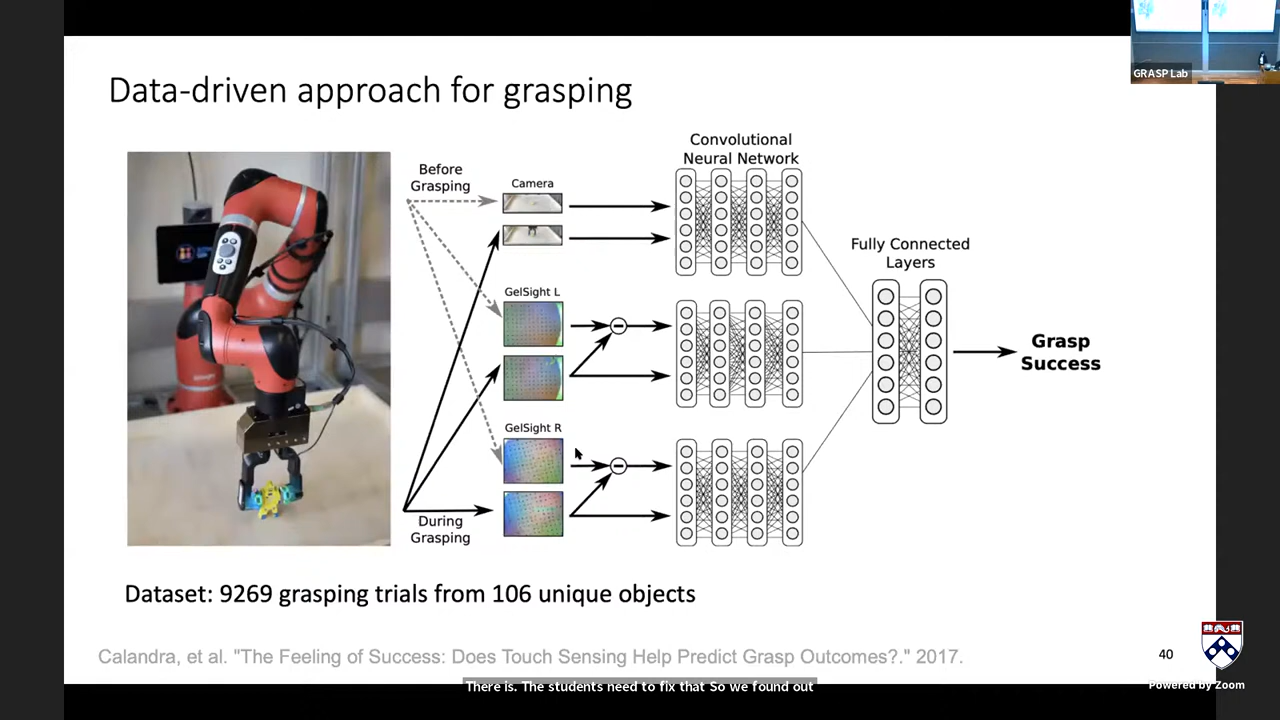 GRASP Lab
Data-driven approach for grasping
Before
Grasping
Camera
Convolutional
Neural Network
GelSight L
Fully Connected
Layers
Grasp
Success
GelSight R
During
Grasping
Dataset: 9269 grasping trials from 106 unique objects
Calandra, et al. "The Feeling of Success: Does Touch Sensing Help Predict Grasp Outcomes?." 2017.
40
Powered by Zoom
There is. The students need to fix that So we found out